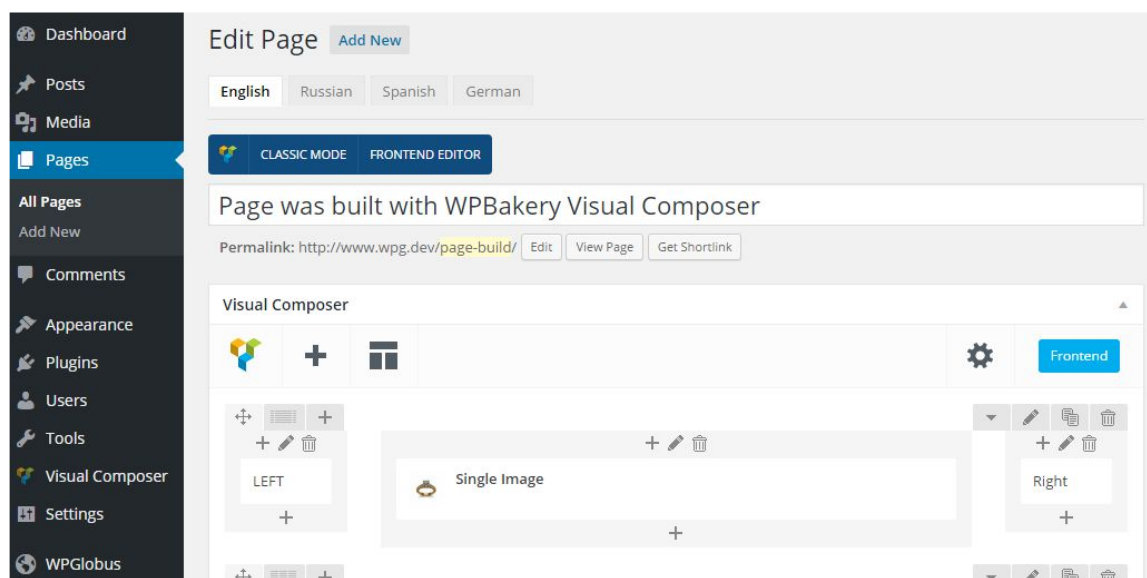 Dashboard
Posts
Media
Pages
All Pages
Add New
Comments
Appearance
Plugins
Users
Tools
Visual Composer
Settings
WPGlobus
Edit Page Add New
English Russian Spanish German
CLASSIC MODE FRONTEND EDITOR
Page was built with WPBakery Visual Composer
Permalink: http://www.wpg.dev/page-build/ Edit View Page Get Shortlink
Visual Composer
Frontend
LEFT
Single Image
Right